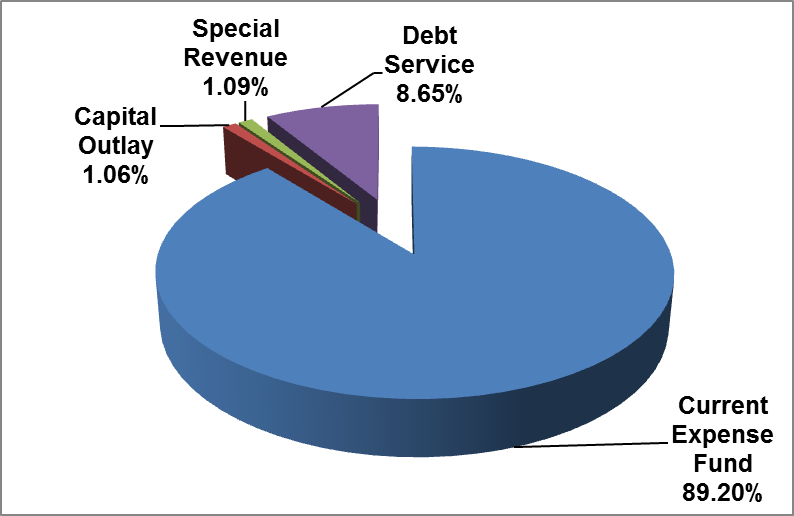 Special
Revenue
1.09%
Debt
Service
8.65%
Capital
Outlay
1.06%
Current
Expense
Fund
89.20%